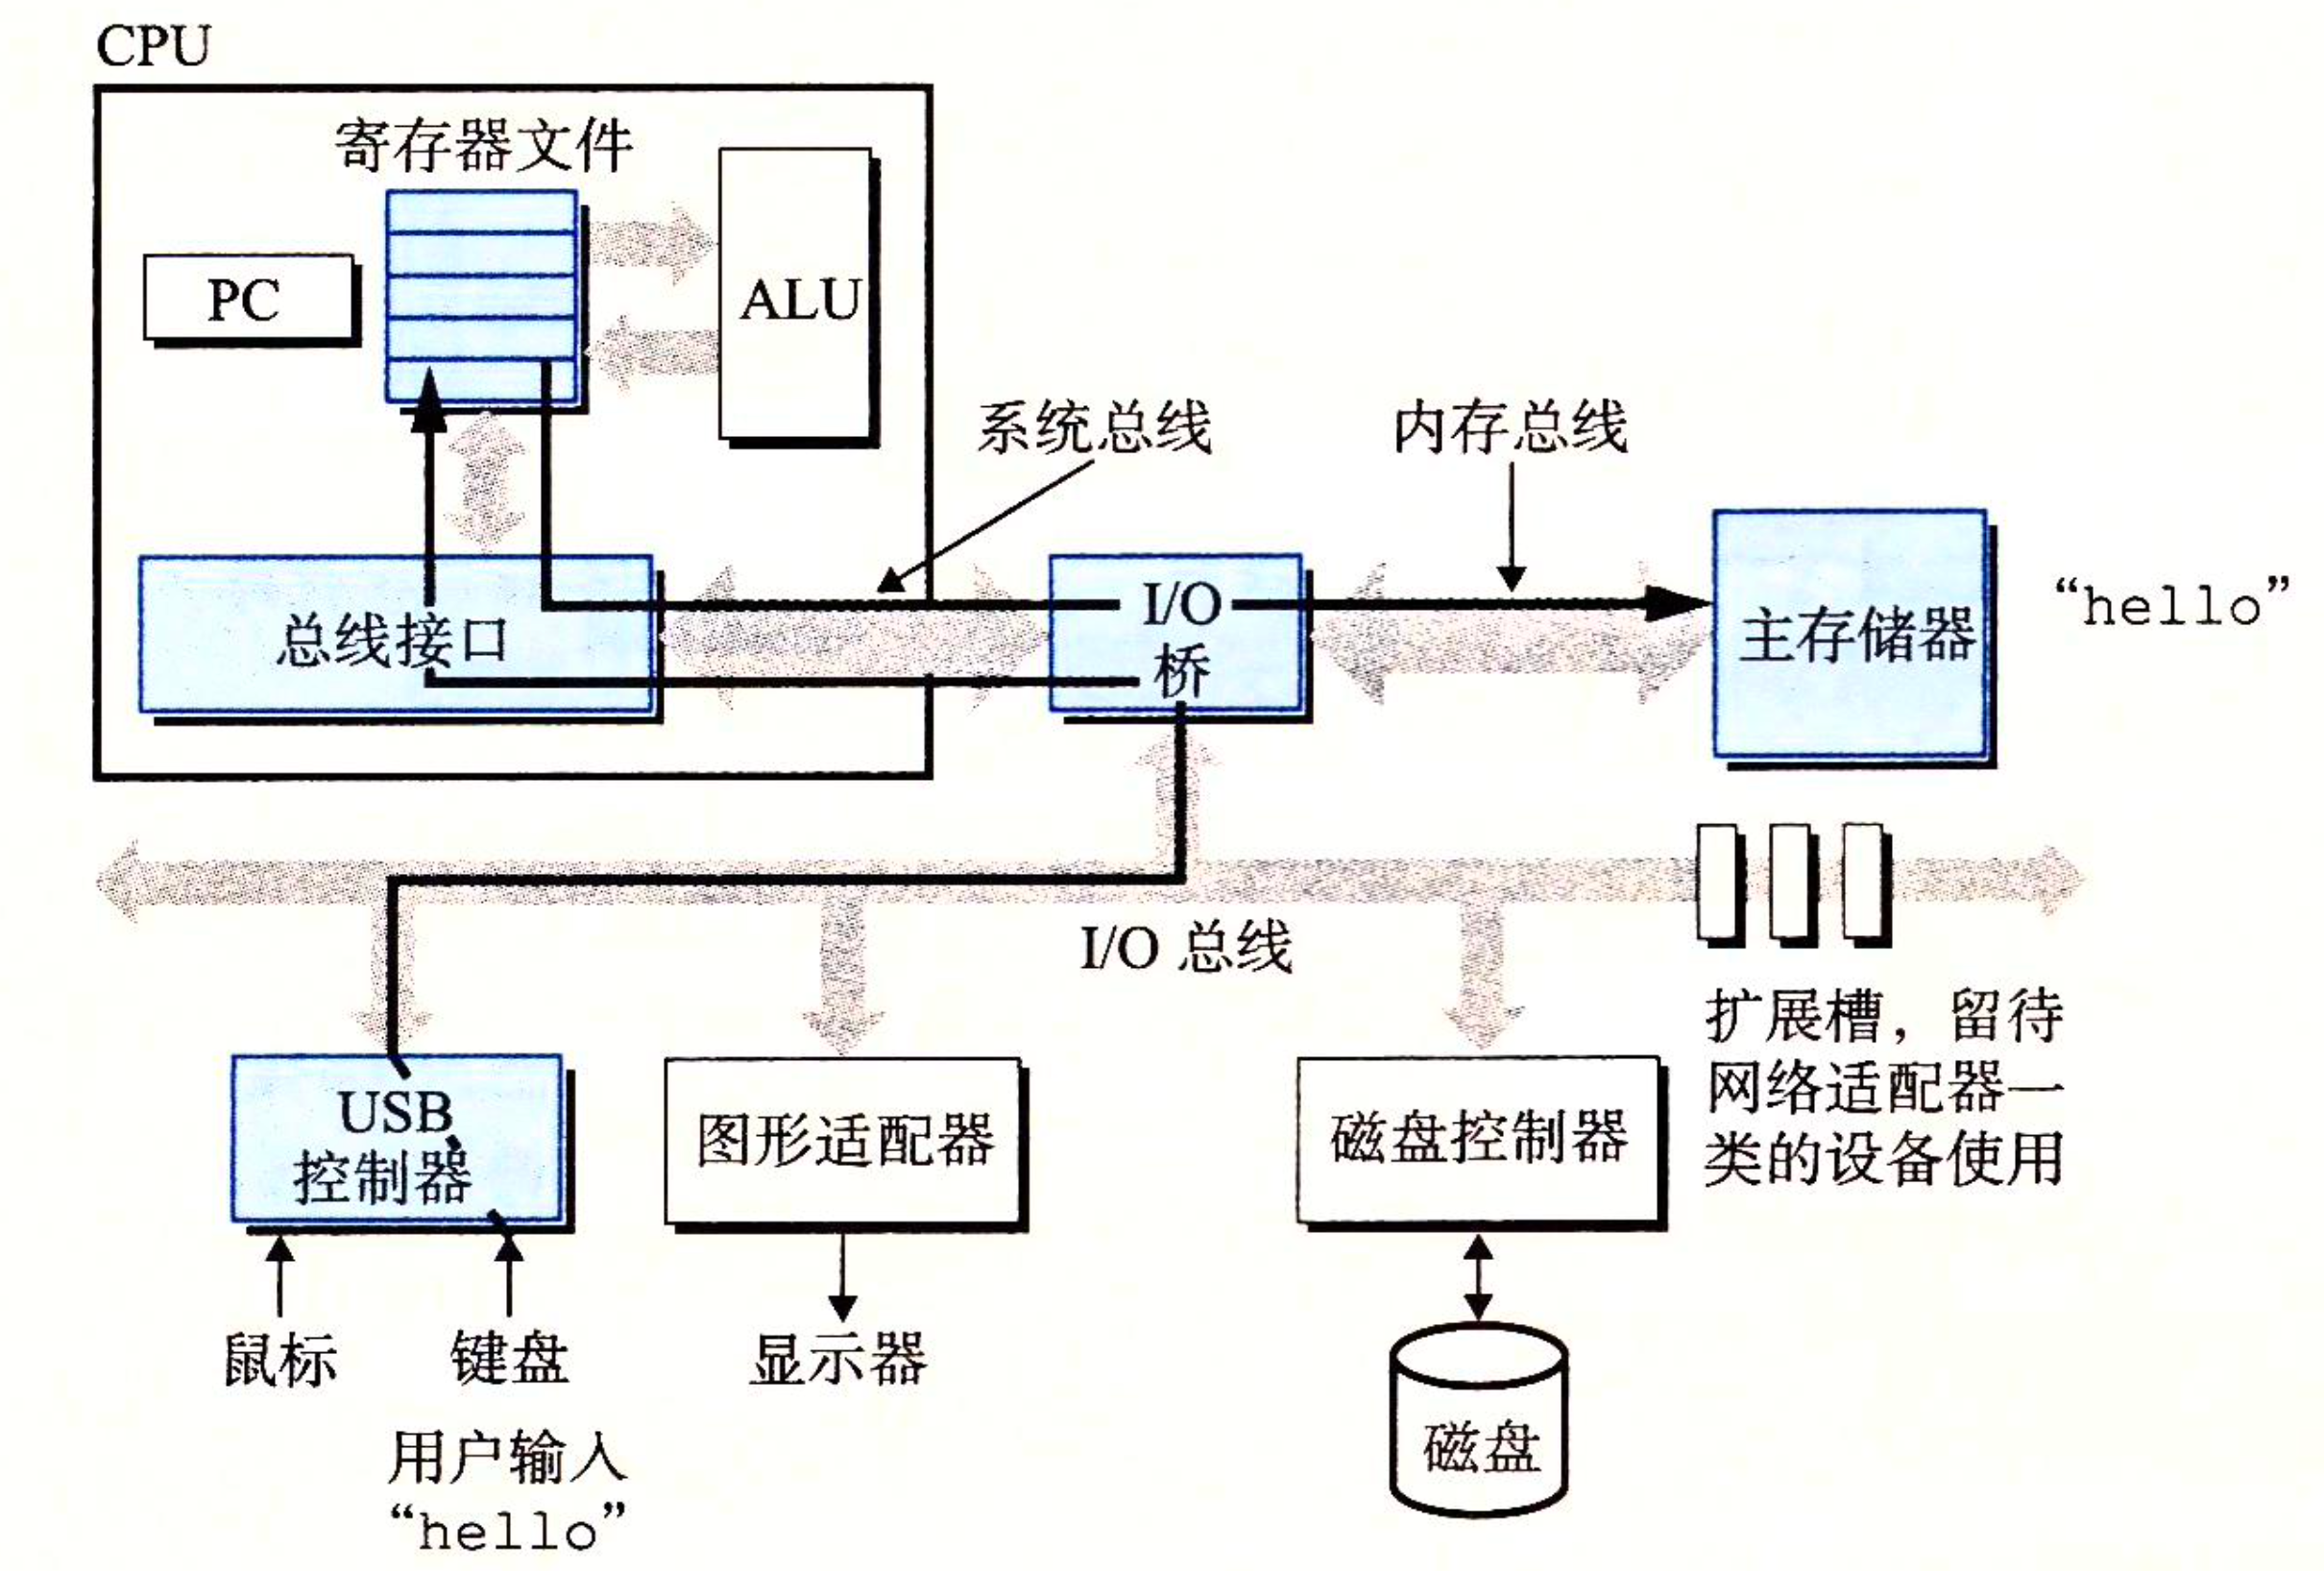 CPU
寄存器文件
PC
ALU
系统总线
内存总线
总线接口
I/O
桥
主存储器
“hello”
I/O 总线
扩展槽，留待
网络适配器一
类的设备使用
USB
控制器
图形适配器
磁盘控制器
鼠标
键盘
显示器
磁盘
用户输入
“hello”